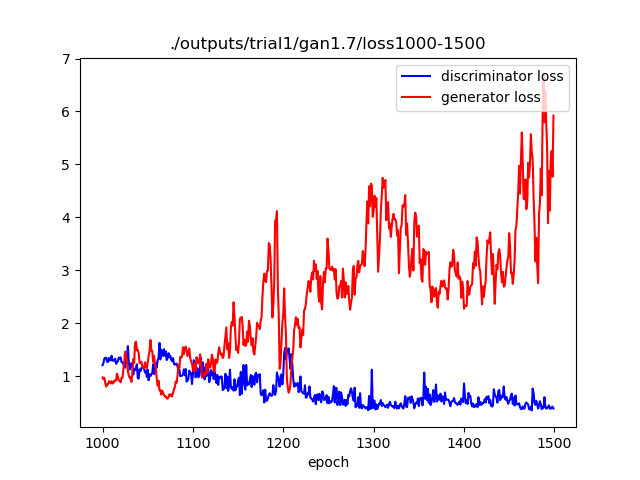 ./outputs/trial1/gan1.7/loss1000-1500
7
6
5
4
3
2
1
discriminator loss
generator loss
1000 1100 1200 1300 1400 1500
epoch